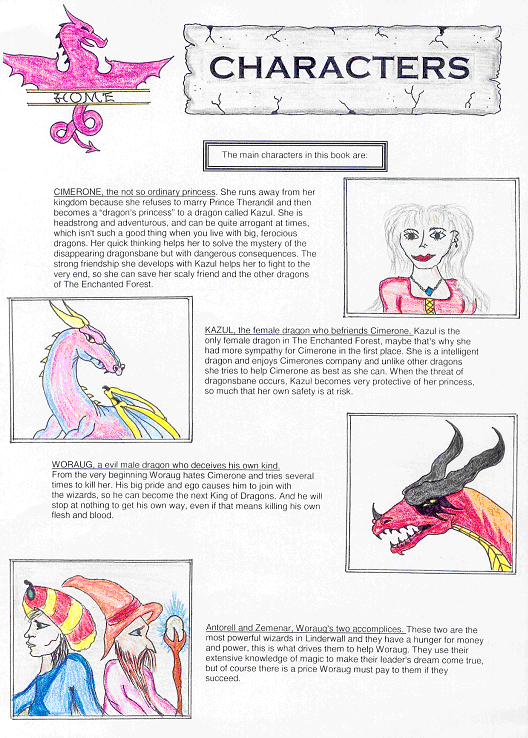 HOME
CHARACTERS
The main characters in this book are:
CIMERONE, the not so ordinary princess. She runs away from her
kingdom because she refuses to marry Prince Therandil and then
becomes a "dragon's princess" to a dragon called Kazul. She is
headstrong and adventurous, and can be quite arrogant at times,
which isn't such a good thing when you live with big, ferocious
dragons. Her quick thinking helps her to solve the mystery of the
disappearing dragonsbane but with dangerous consequences. The
strong friendship she develops with Kazul helps her to fight to the
very end, so she can save her scaly friend and the other dragons
of The Enchanted Forest.
KAZUL, the female dragon who befriends Cimerone. Kazul is the
only female dragon in The Enchanted Forest, maybe that's why she
had more sympathy for Cimerone in the first place. She is a intelligent
dragon and enjoys Cimerones company and unlike other dragons
she tries to help Cimerone as best as she can. When the threat of
dragonsbane occurs, Kazul becomes very protective of her princess,
so much that her own safety is at risk.
WORAUG, a evil male dragon who deceives his own kind.
From the very beginning Woraug hates Cimerone and tries several
times to kill her. His big pride and ego causes him to join with
the wizards, so he can become the next King of Dragons. And he will
stop at nothing to get his own way, even if that means killing his own
flesh and blood.
Antorell and Zemenar, Woraug's two accomplices. These two are the
most powerful wizards in Linderwall and they have a hunger for money
and power, this is what drives them to help Woraug. They use their
extensive knowledge of magic to make their leader's dream come true,
but of course there is a price Woraug must pay to them if they
succeed.